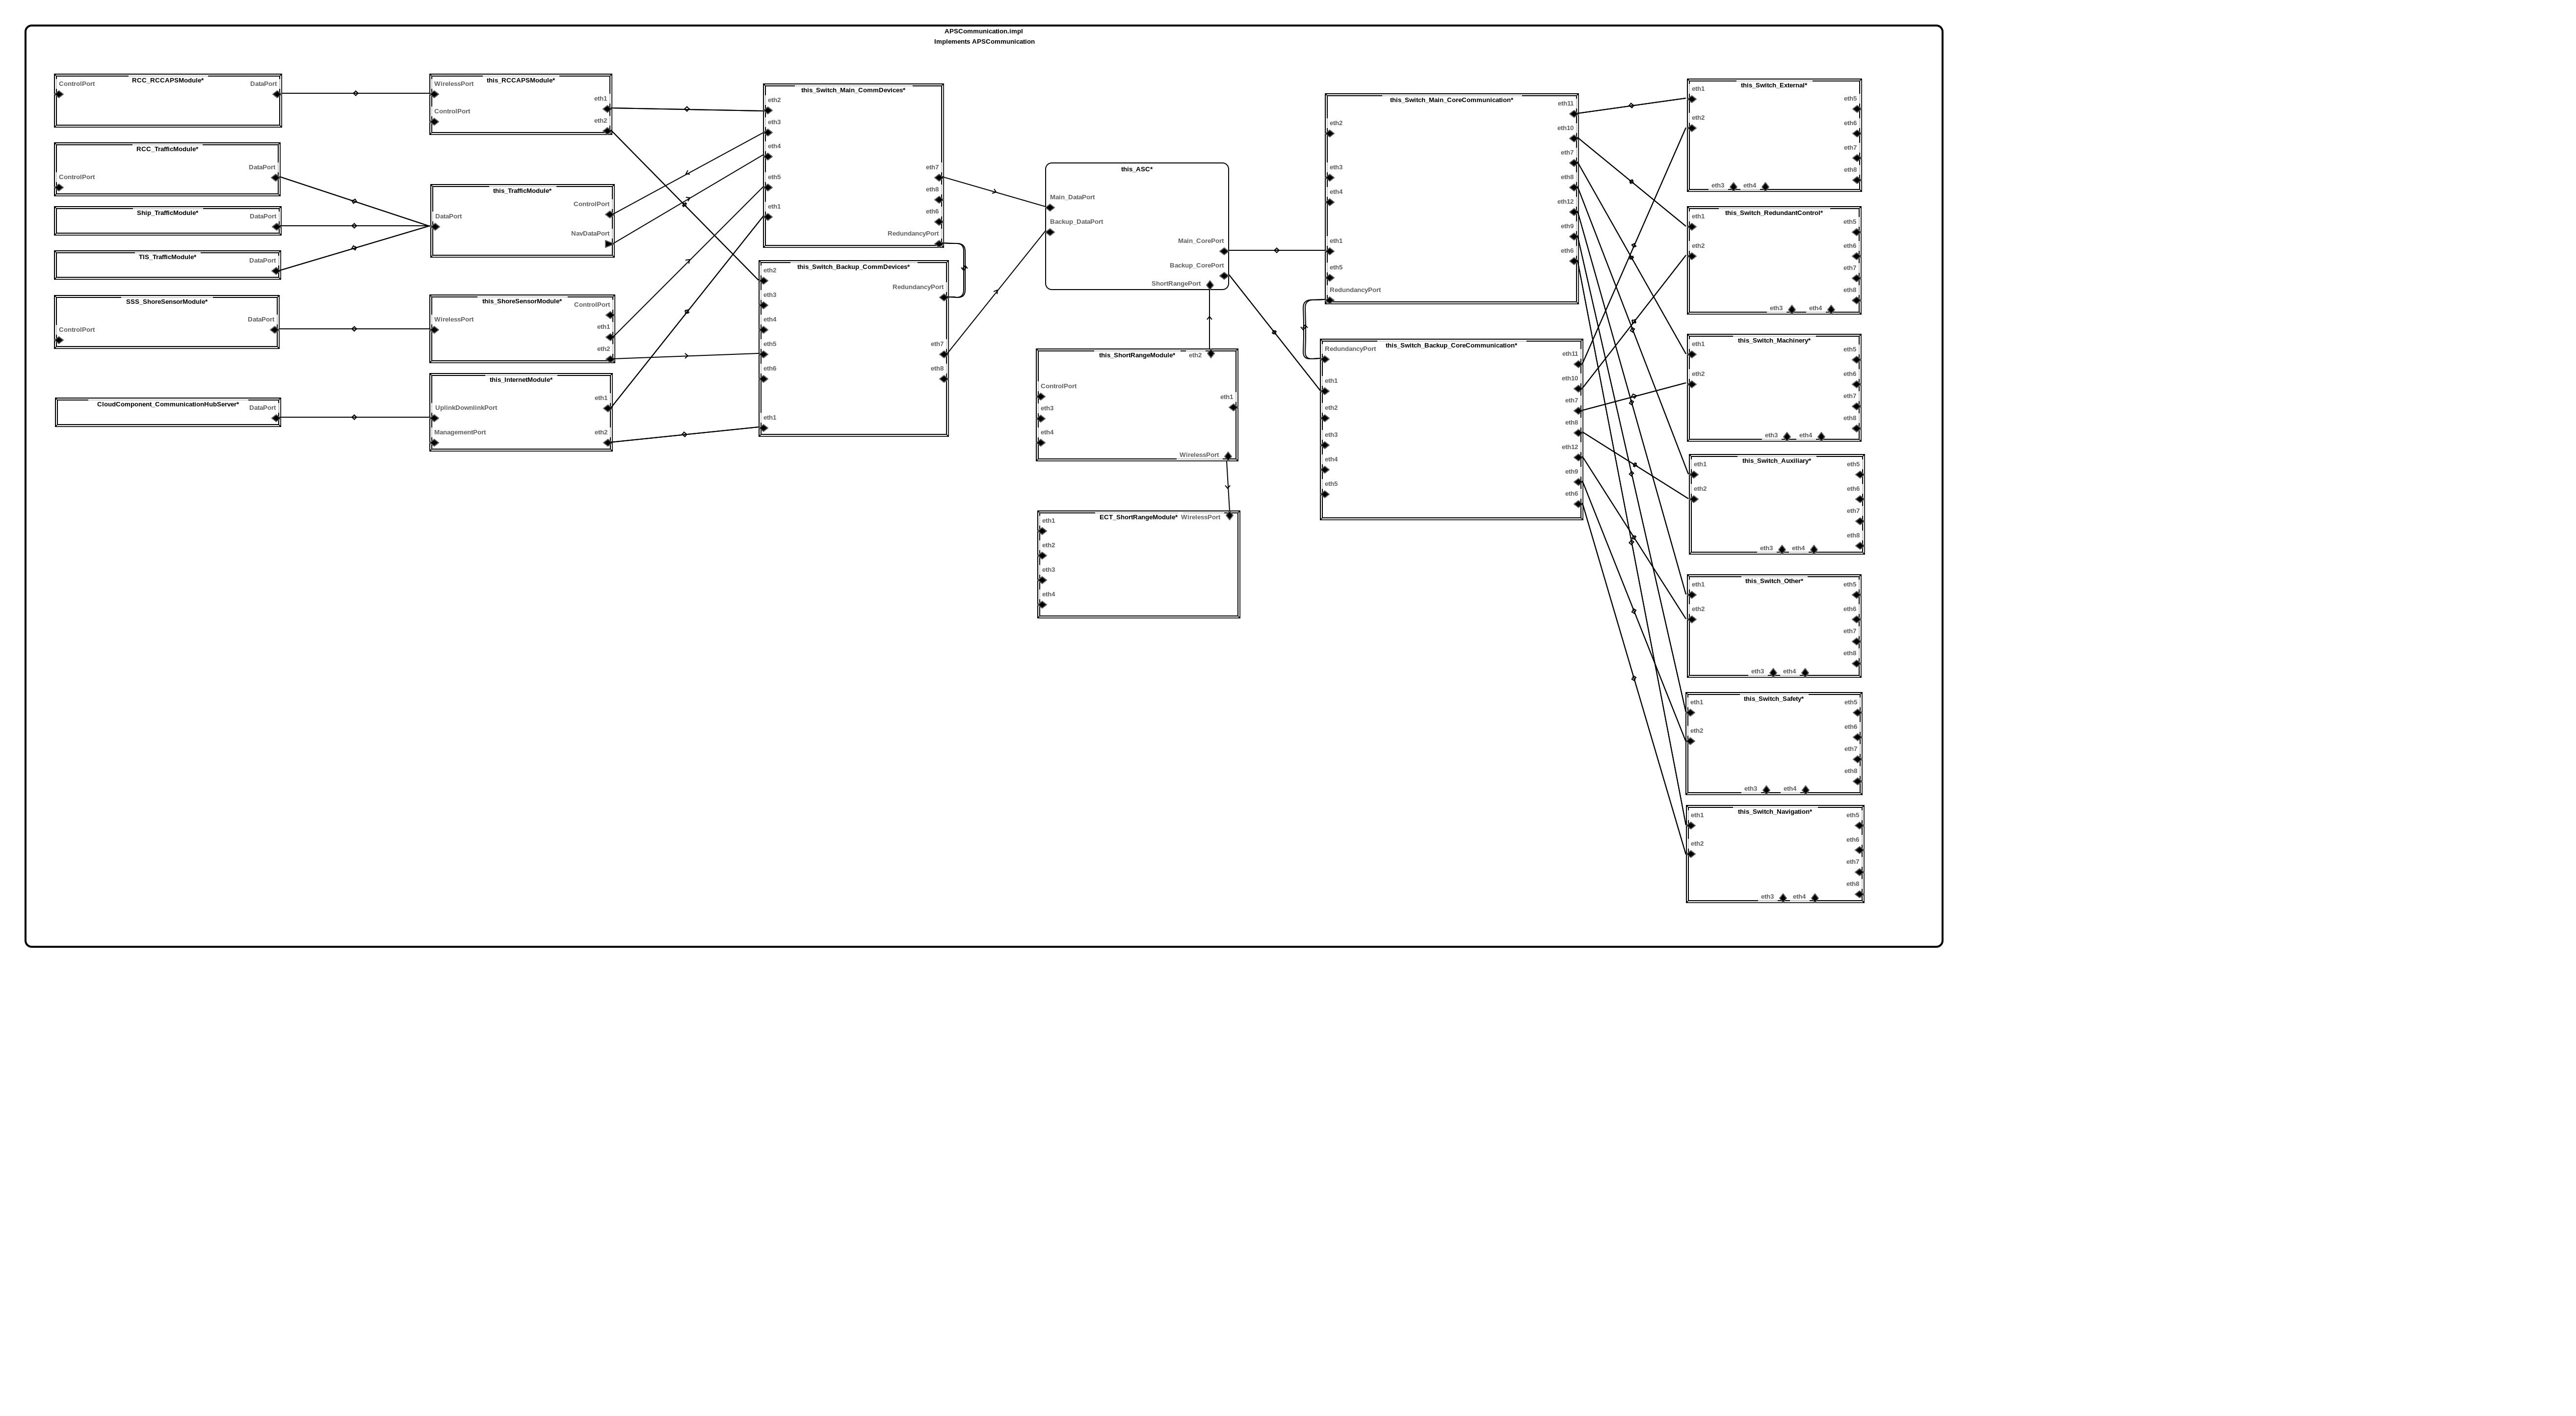 APSCommunication.impl
Implements APSCommunication
RCC_RCCAPSModule*
ControlPort
DataPort
RCC_TrafficModule*
DataPort
ControlPort
Ship_TrafficModule*
DataPort
TIS_TrafficModule*
DataPort
SSS_ShoreSensorModule*
DataPort
ControlPort
CloudComponent_CommunicationHubServer*
DataPort
this_RCCAPSModule*
WirelessPort
eth1
ControlPort
eth2
this_TrafficModule*
ControlPort
DataPort
NavDataPort
this_ShoreSensorModule*
ControlPort
WirelessPort
eth1
eth2
this_InternetModule*
eth1
UplinkDownlinkPort
ManagementPort
eth2
this_Switch_Main_CommDevices*
eth2
eth3
eth4
eth5
eth1
eth7
eth8
eth6
RedundancyPort
this_Switch_Backup_CommDevices*
eth2
eth3
eth4
eth5
eth6
eth1
RedundancyPort
eth7
eth8
this_ASC*
Main_DataPort
Backup_DataPort
Main_CorePort
Backup_CorePort
ShortRangePort
this_ShortRangeModule*
eth2
ControlPort
eth3
eth4
eth1
WirelessPort
ECT_ShortRangeModule*
WirelessPort
eth1
eth2
eth3
eth4
this_Switch_Main_CoreCommunication*
eth2
eth3
eth4
eth1
eth5
RedundancyPort
eth11
eth10
eth7
eth8
eth12
eth9
eth6
this_Switch_Backup_CoreCommunication*
RedundancyPort
eth1
eth2
eth3
eth4
eth5
eth11
eth10
eth7
eth8
eth12
eth9
eth6
this_Switch_External*
eth1
eth2
eth5
eth6
eth7
eth8
eth3
eth4
this_Switch_RedundantControl*
eth1
eth2
eth5
eth6
eth7
eth8
eth3
eth4
this_Switch_Machinery*
eth1
eth2
eth5
eth6
eth7
eth8
eth3
eth4
this_Switch_Auxiliary*
eth1
eth2
eth5
eth6
eth7
eth8
eth3
eth4
this_Switch_Other*
eth1
eth2
eth5
eth6
eth7
eth8
eth3
eth4
this_Switch_Safety*
eth1
eth2
eth5
eth6
eth7
eth8
eth3
eth4
this_Switch_Navigation*
eth1
eth2
eth5
eth6
eth7
eth8
eth3
eth4